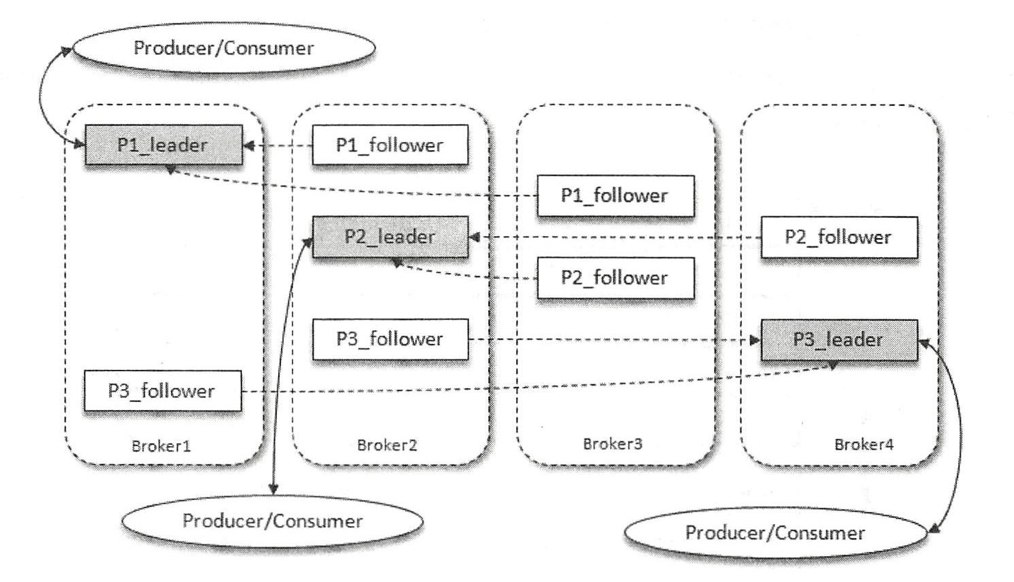 Producer/Consumer
P1_leader
P1_follower
P1_follower
P2_leader
P2_follower
P2_follower
P3_follower
P3_leader
P3_follower
Broker1
Broker2
Broker3
Broker4
Producer/Consumer
Producer/Consumer